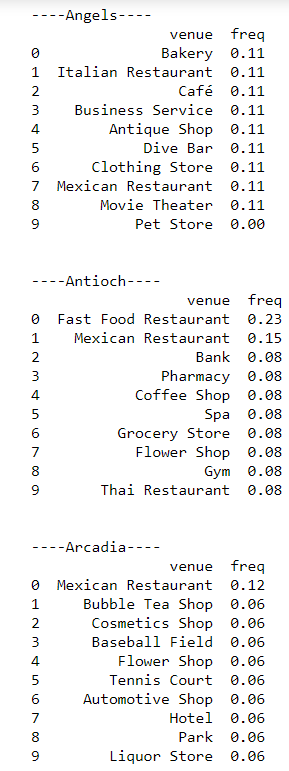 ----Angels----
venue freq
0 Bakery 0.11
1 Italian Restaurant 0.11
2 Café 0.11
3 Business Service 0.11
4 Antique Shop 0.11
5 Dive Bar 0.11
6 Clothing Store 0.11
7 Mexican Restaurant 0.11
8 Movie Theater 0.11
9 Pet Store 0.00
----Antioch----
venue freq
0 Fast Food Restaurant 0.23
1 Mexican Restaurant 0.15
2 Bank 0.08
3 Pharmacy 0.08
4 Coffee Shop 0.08
5 Spa 0.08
6 Grocery Store 0.08
7 Flower Shop 0.08
8 Gym 0.08
9 Thai Restaurant 0.08
----Arcadia----
venue freq
0 Mexican Restaurant 0.12
1 Bubble Tea Shop 0.06
2 Cosmetics Shop 0.06
3 Baseball Field 0.06
4 Flower Shop 0.06
5 Tennis Court 0.06
6 Automotive Shop 0.06
7 Hotel 0.06
8 Park 0.06
9 Liquor Store 0.06